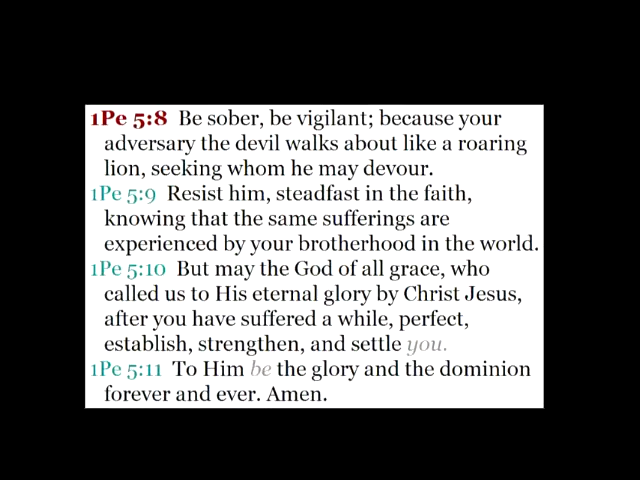 1Pe 5:8 Be sober, be vigilant; because your
adversary the devil walks about like a roaring
lion, seeking whom he may devour.
1Pe 5:9 Resist him, steadfast in the faith,
knowing that the same sufferings are
experienced by your brotherhood in the world.
1Pe 5:10 But may the God of all grace, who
called us to His eternal glory by Christ Jesus,
after you have suffered a while, perfect,
establish, strengthen, and settle you.
1Pe 5:11 To Him be the glory and the dominion
forever and ever. Amen.